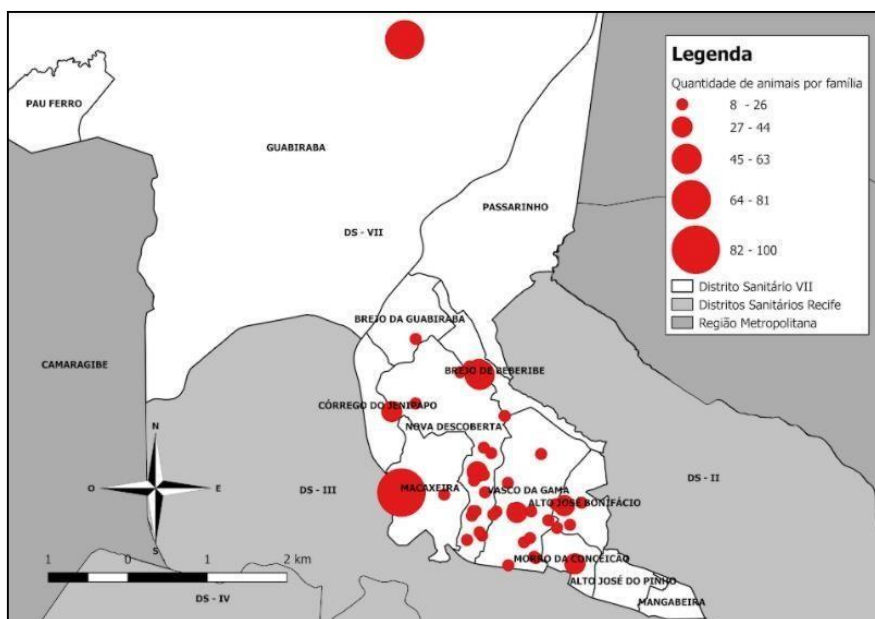 PAU FERRO
GUABIRABA
PASSARINHO
DS - VII
BREJO DA GUABIRABA
CAMARAGIBE
BREJO DE BEBERIBE
CÓRREGO DO JENIPAPO
NOVA DESCOBERTA
DS - III
MACAXEIRA
VASCO DA GAMA
DS - II
ALTO JOSÉ BONIFÁCIO
MORRO DA CONCEIÇÃO
ALTO JOSÉ DO PINHO
MANGABEIRA
DS - IV
N
O
E
S
1 0 1 2 km
Legenda
Quantidade de animais por família
8 - 26
27 - 44
45 - 63
64 - 81
82 - 100
Distrito Sanitário VII
Distritos Sanitários Recife
Região Metropolitana